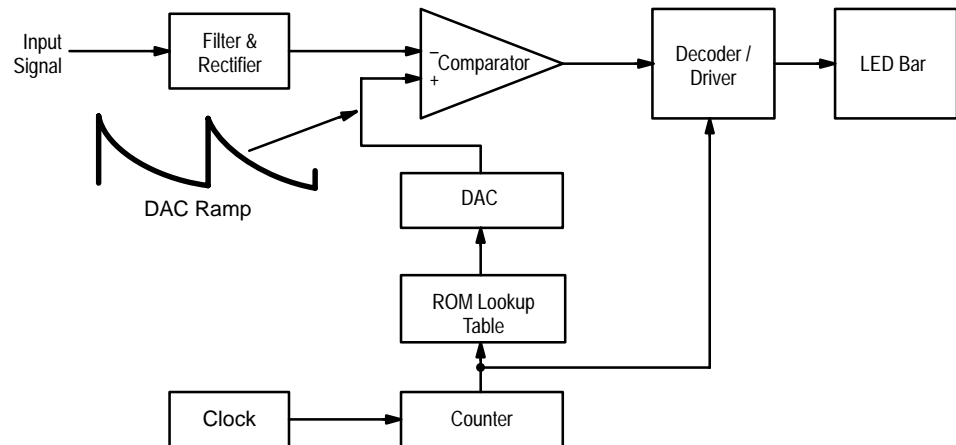 Input
Signal
Filter &
Rectifier
−
+
Comparator
Decoder /
Driver
LED Bar
DAC Ramp
DAC
ROM Lookup
Table
Clock
Counter